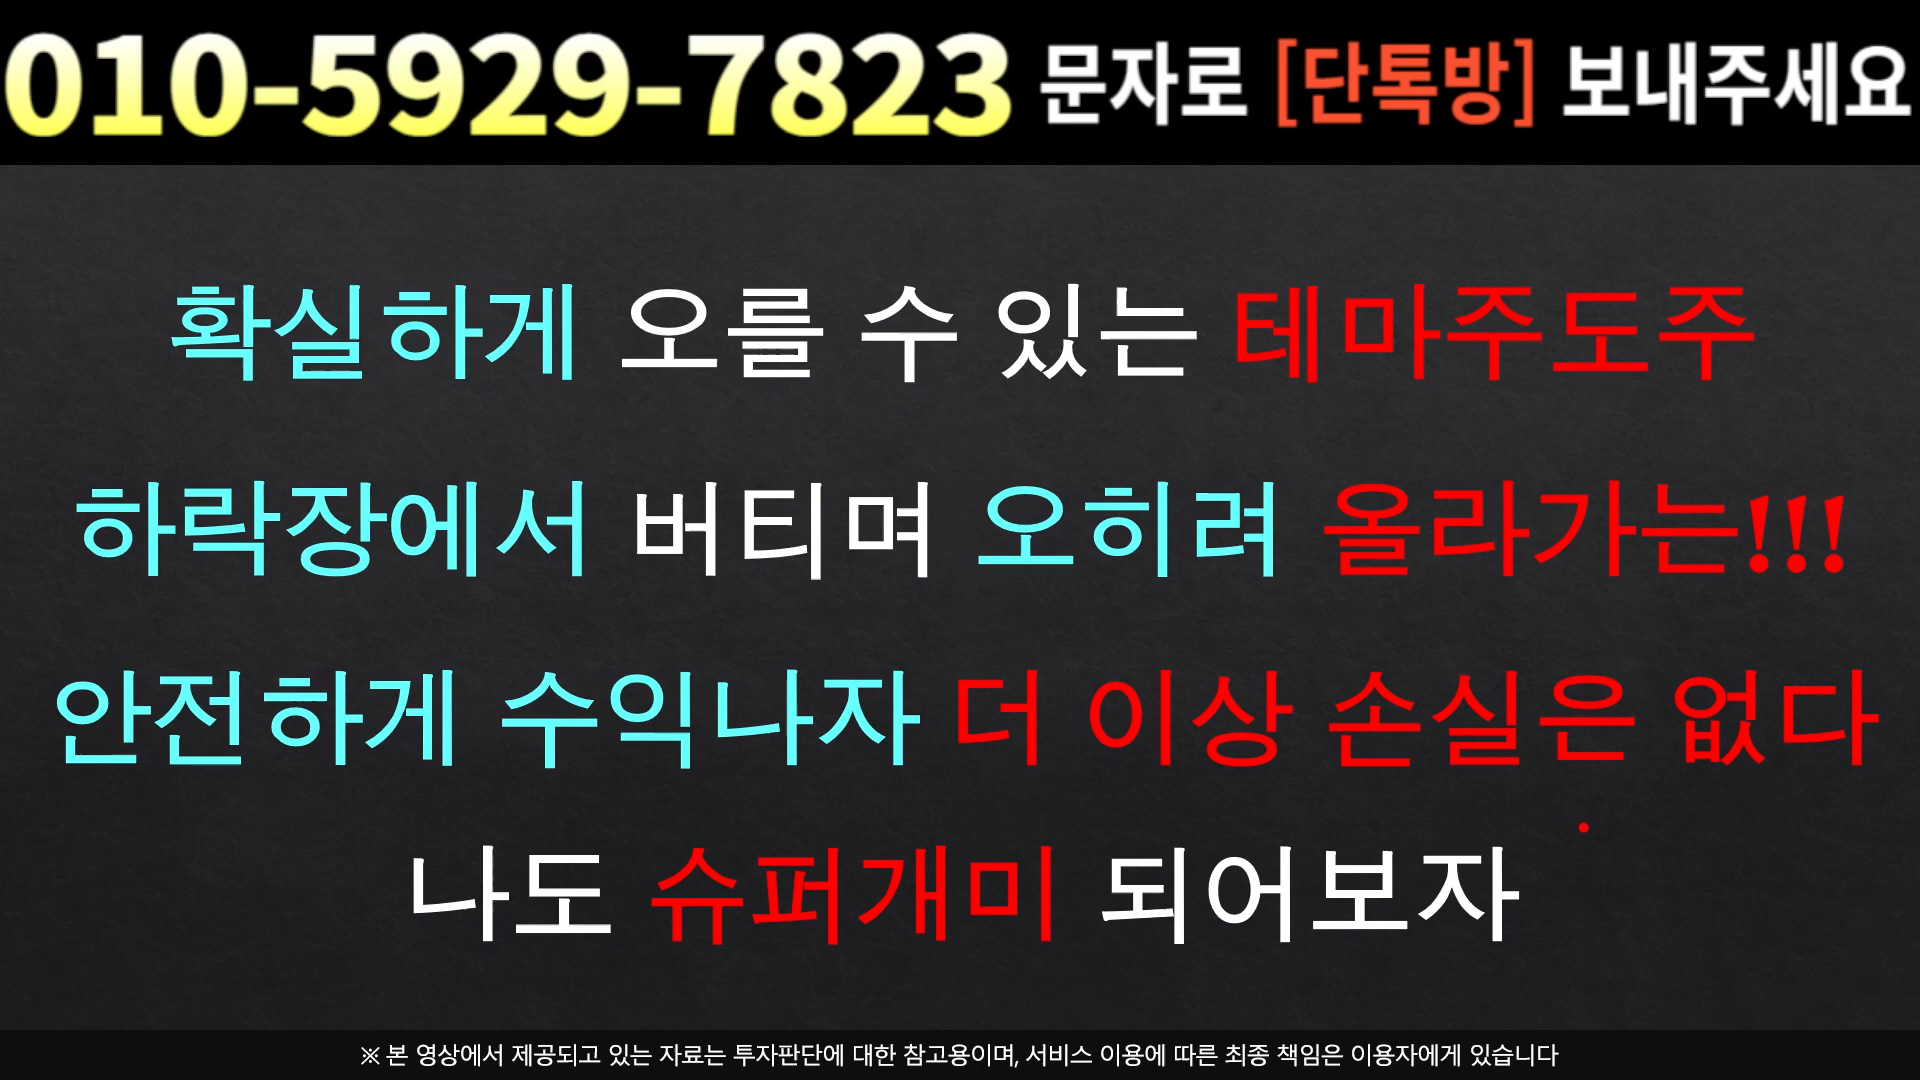 010-5929-7823 문자로 [단톡방] 보내주세요
확실하게 오를 수 있는 테마주도주
하락장에서 버티며 오히려 올라가는!!!
안전하게 수익나자 더 이상 손실은 없다
나도 슈퍼개미 되어보자
※ 본 영상에서 제공되고 있는 자료는 투자판단에 대한 참고용이며, 서비스 이용에 따른 최종 책임은 이용자에게 있습니다